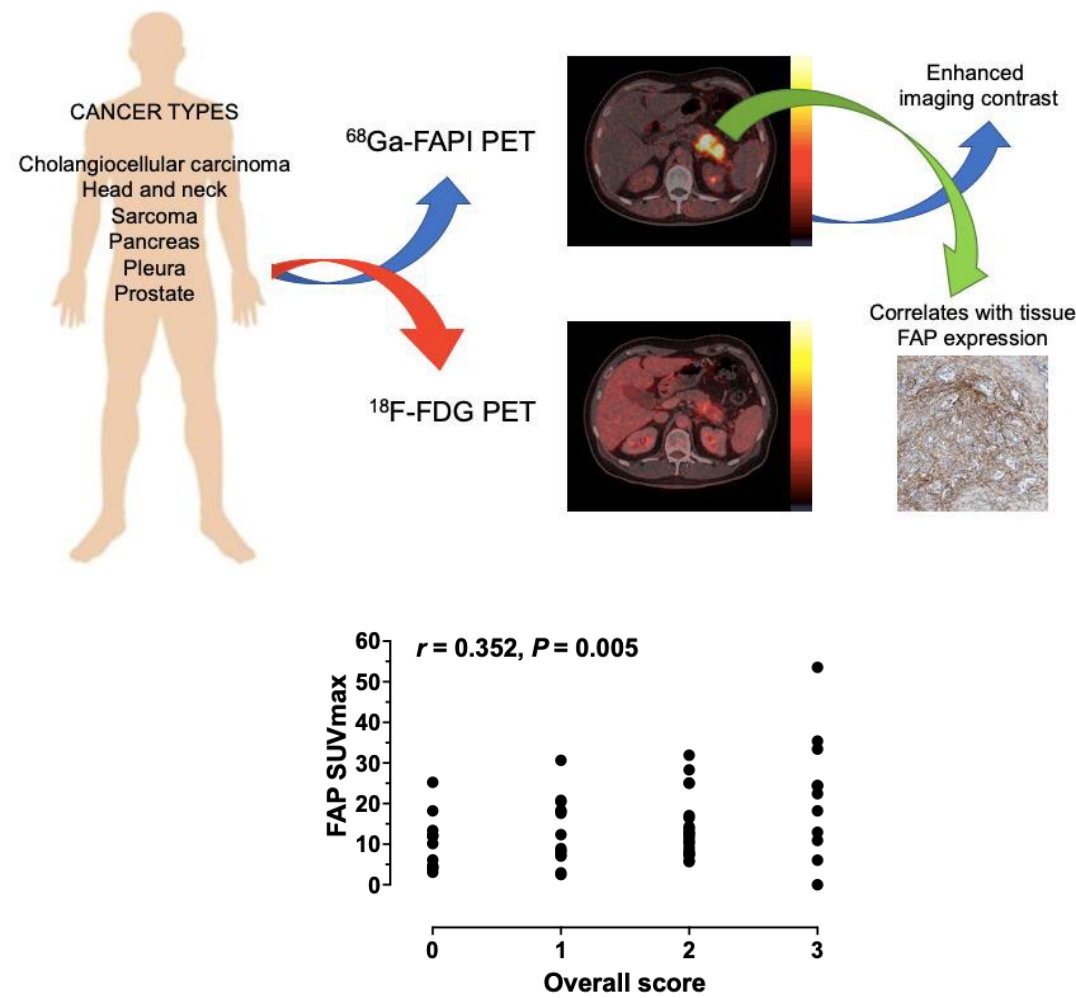 CANCER TYPES
Cholangiocellular carcinoma
Head and neck
Sarcoma
Pancreas
Pleura
Prostate
⁶⁸Ga-FAPI PET
¹⁸F-FDG PET
Enhanced
imaging contrast
Correlates with tissue
FAP expression
r = 0.352, P = 0.005
FAP SUVmax
60
50
40
30
20
10
0
0 1 2 3
Overall score